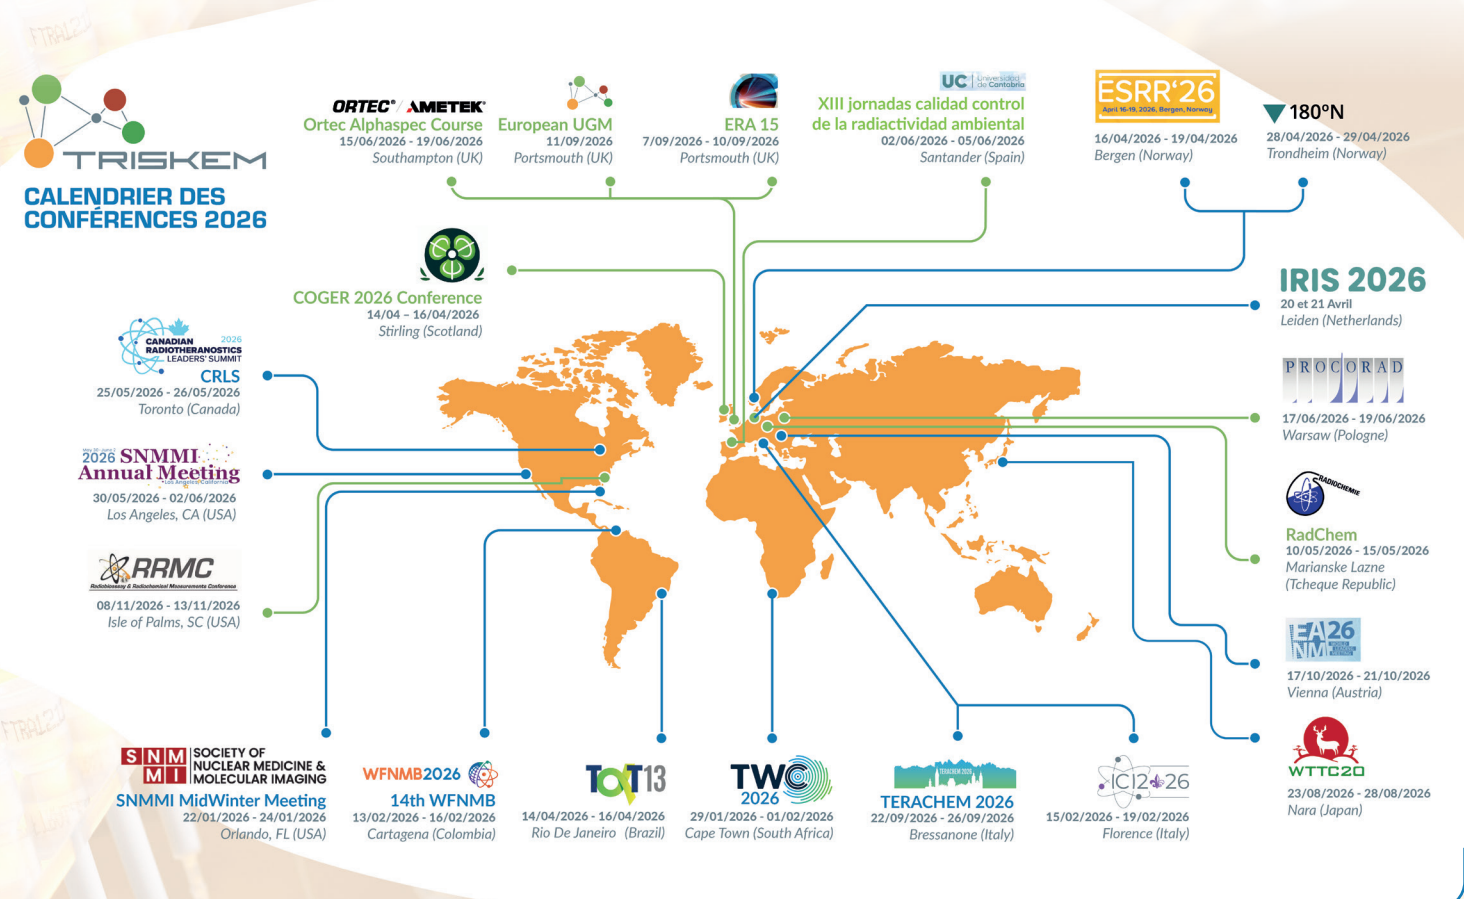 TRISKEM
CALENDRIER DES
CONFÉRENCES 2026
ORTEC® / AMETEK®
Ortec Alphaspec Course
15/06/2026 - 19/06/2026
Southampton (UK)
European UGM
11/09/2026
Portsmouth (UK)
ERA 15
7/09/2026 - 10/09/2026
Portsmouth (UK)
UC | Universidad
de Cantabria
XIII jornadas calidad control
de la radiactividad ambiental
02/06/2026 - 05/06/2026
Santander (Spain)
ESRR'26
April 16-19, 2026, Bergen, Norway
16/04/2026 - 19/04/2026
Bergen (Norway)
180°N
28/04/2026 - 29/04/2026
Trondheim (Norway)
COGER 2026 Conference
14/04 – 16/04/2026
Stirling (Scotland)
IRIS 2026
20 et 21 Avril
Leiden (Netherlands)
2026
CANADIAN
RADIOTHERANOSTICS
LEADERS' SUMMIT
CRLS
25/05/2026 - 26/05/2026
Toronto (Canada)
PROCORAD
17/06/2026 - 19/06/2026
Warsaw (Pologne)
2026 SNMMI
Annual Meeting
Los Angeles, California
30/05/2026 - 02/06/2026
Los Angeles, CA (USA)
RADIOCHEMIE
RadChem
10/05/2026 - 15/05/2026
Marianske Lazne
(Tcheque Republic)
RRMC
Radiobioassay & Radiochemical Measurements Conference
08/11/2026 - 13/11/2026
Isle of Palms, SC (USA)
EA26
NM
17/10/2026 - 21/10/2026
Vienna (Austria)
WTTC20
23/08/2026 - 28/08/2026
Nara (Japan)
SNM
MI
SOCIETY OF
NUCLEAR MEDICINE &
MOLECULAR IMAGING
SNMMI MidWinter Meeting
22/01/2026 - 24/01/2026
Orlando, FL (USA)
WFNMB2026
14th WFNMB
13/02/2026 - 16/02/2026
Cartagena (Colombia)
TAT13
14/04/2026 - 16/04/2026
Rio De Janeiro (Brazil)
TWC
2026
29/01/2026 - 01/02/2026
Cape Town (South Africa)
TERACHEM 2026
TERACHEM 2026
22/09/2026 - 26/09/2026
Bressanone (Italy)
ICI2026
15/02/2026 - 19/02/2026
Florence (Italy)